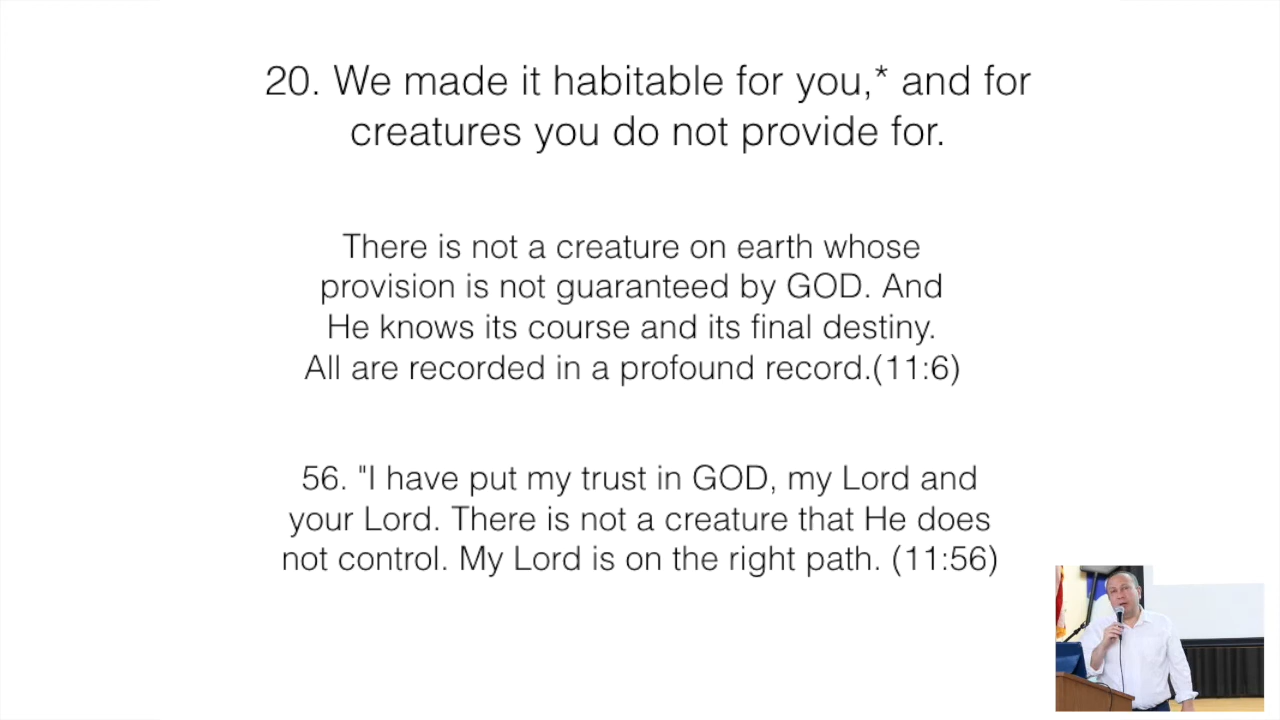 20. We made it habitable for you,* and for
creatures you do not provide for.
There is not a creature on earth whose
provision is not guaranteed by GOD. And
He knows its course and its final destiny.
All are recorded in a profound record.(11:6)
56. "I have put my trust in GOD, my Lord and
your Lord. There is not a creature that He does
not control. My Lord is on the right path. (11:56)